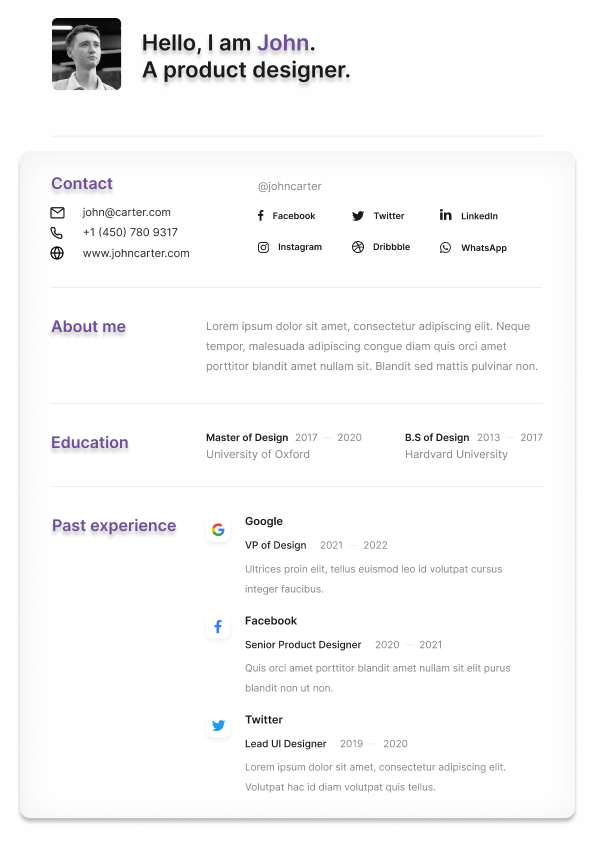 Hello, I am John.
A product designer.
Contact
john@carter.com
+1 (450) 780 9317
www.johncarter.com
@johncarter
Facebook
Twitter
LinkedIn
Instagram
Dribbble
WhatsApp
About me
Lorem ipsum dolor sit amet, consectetur adipiscing elit. Neque
tempor, malesuada adipiscing congue diam quis orci amet
porttitor blandit amet nullam sit. Blandit sed mattis pulvinar non.
Education
Master of Design 2017 — 2020
University of Oxford
B.S of Design 2013 — 2017
Hardvard University
Past experience
Google
VP of Design 2021 — 2022
Ultrices proin elit, tellus euismod leo id volutpat cursus
integer faucibus.
Facebook
Senior Product Designer 2020 — 2021
Quis orci amet porttitor blandit amet nullam sit elit purus
blandit non ut non.
Twitter
Lead UI Designer 2019 — 2020
Lorem ipsum dolor sit amet, consectetur adipiscing elit.
Volutpat hac id diam volutpat quis tellus.